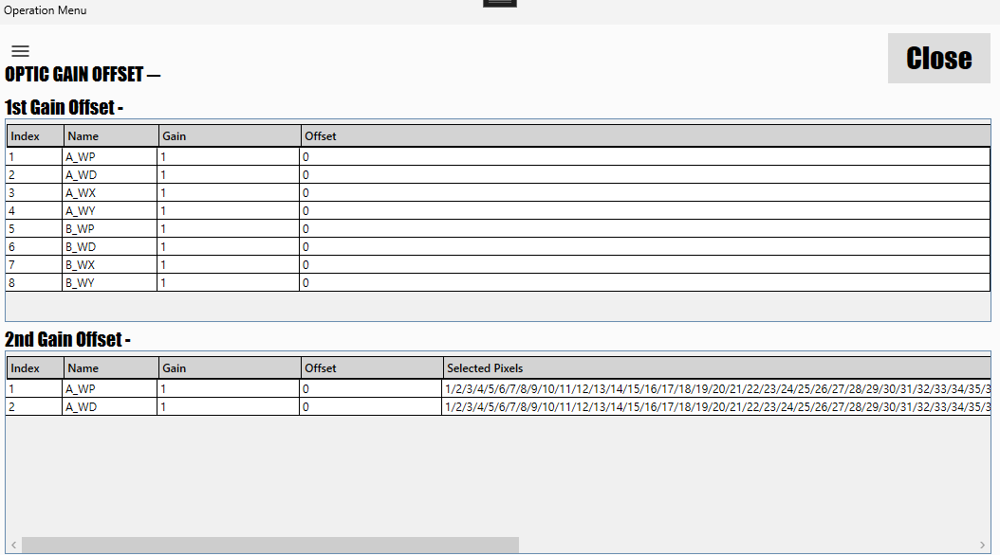 Operation Menu
Close
OPTIC GAIN OFFSET —
1st Gain Offset -
Index Name Gain Offset
1 A_WP 1 0
2 A_WD 1 0
3 A_WX 1 0
4 A_WY 1 0
5 B_WP 1 0
6 B_WD 1 0
7 B_WX 1 0
8 B_WY 1 0
2nd Gain Offset -
Index Name Gain Offset Selected Pixels
1 A_WP 1 0 1/2/3/4/5/6/7/8/9/10/11/12/13/14/15/16/17/18/19/20/21/22/23/24/25/26/27/28/29/30/31/32/33/34/35/3
2 A_WD 1 0 1/2/3/4/5/6/7/8/9/10/11/12/13/14/15/16/17/18/19/20/21/22/23/24/25/26/27/28/29/30/31/32/33/34/35/3